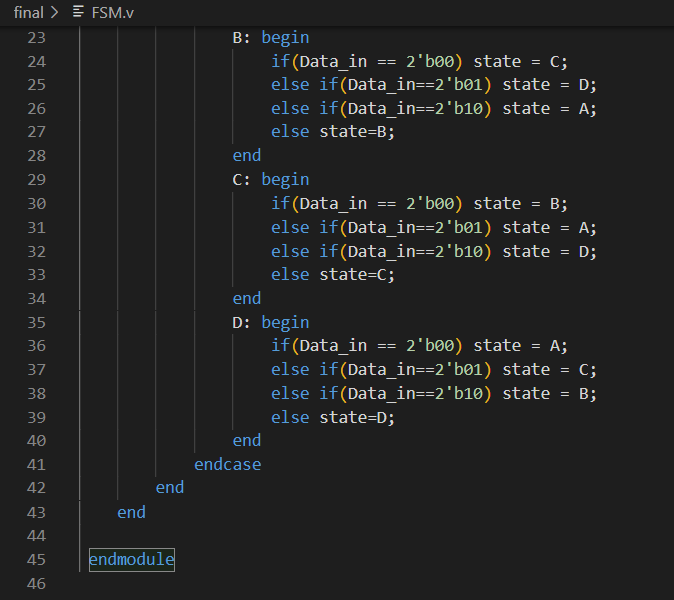 final > FSM.v
23 B: begin
24 if(Data_in == 2'b00) state = C;
25 else if(Data_in==2'b01) state = D;
26 else if(Data_in==2'b10) state = A;
27 else state=B;
28 end
29 C: begin
30 if(Data_in == 2'b00) state = B;
31 else if(Data_in==2'b01) state = A;
32 else if(Data_in==2'b10) state = D;
33 else state=C;
34 end
35 D: begin
36 if(Data_in == 2'b00) state = A;
37 else if(Data_in==2'b01) state = C;
38 else if(Data_in==2'b10) state = B;
39 else state=D;
40 end
41 endcase
42 end
43 end
44
45 endmodule
46